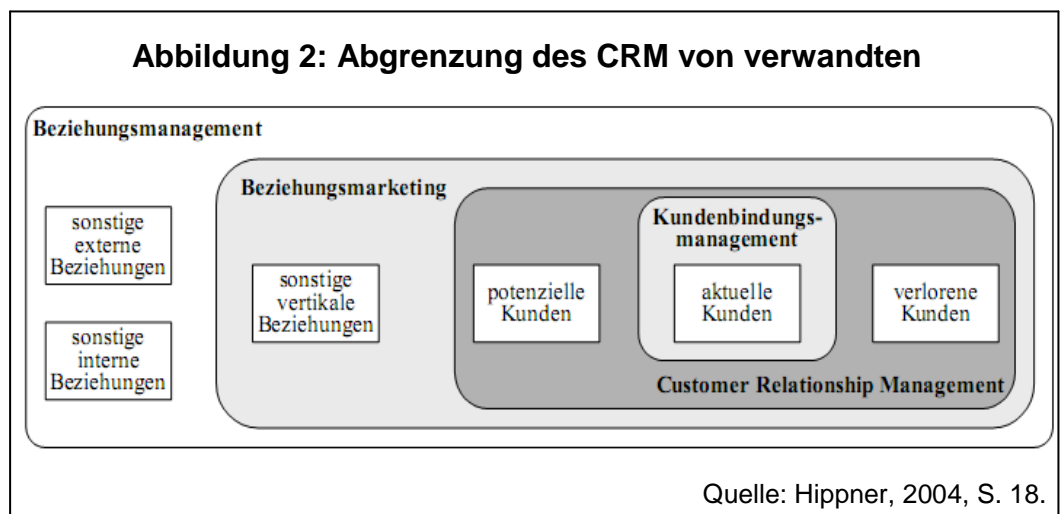 Abbildung 2: Abgrenzung des CRM von verwandten
Beziehungsmanagement
sonstige
externe
Beziehungen
sonstige
interne
Beziehungen
Beziehungsmarketing
sonstige
vertikale
Beziehungen
potenzielle
Kunden
Kundenbindungs-
management
aktuelle
Kunden
verlorene
Kunden
Customer Relationship Management
Quelle: Hippner, 2004, S. 18.